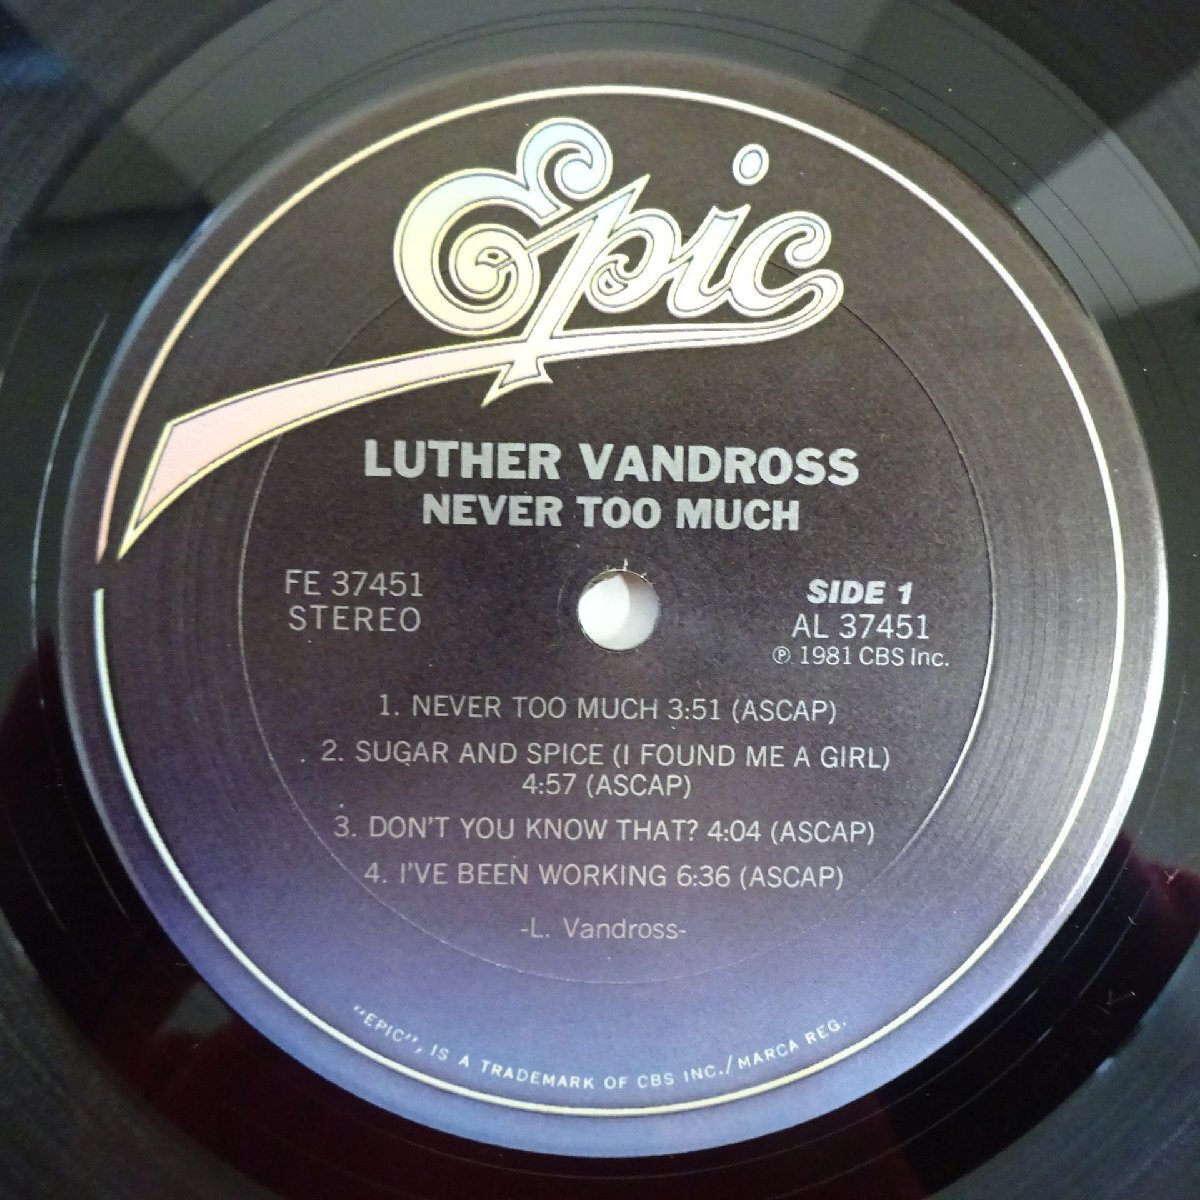 Epic
LUTHER VANDROSS
NEVER TOO MUCH
FE 37451
STEREO
SIDE 1
AL 37451
℗ 1981 CBS Inc.
1. NEVER TOO MUCH 3:51 (ASCAP)
2. SUGAR AND SPICE (I FOUND ME A GIRL)
4:57 (ASCAP)
3. DON'T YOU KNOW THAT? 4:04 (ASCAP)
4. I'VE BEEN WORKING 6:36 (ASCAP)
-L. Vandross-
"EPIC", IS A TRADEMARK OF CBS INC./MARCA REG.